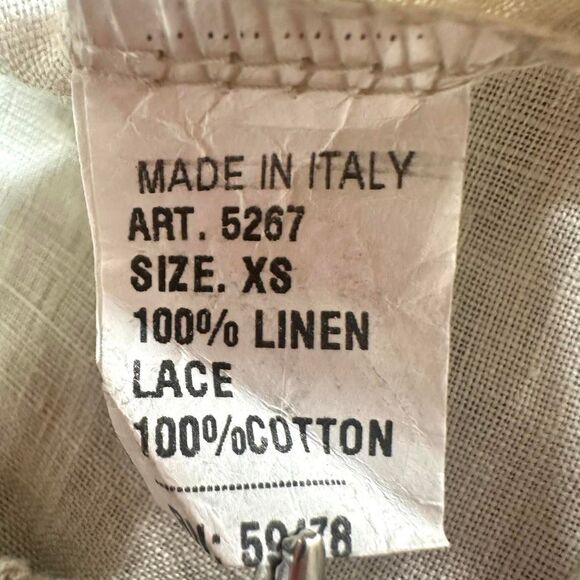 MADE IN ITALY
ART. 5267
SIZE. XS
100% LINEN
LACE
100%COTTON